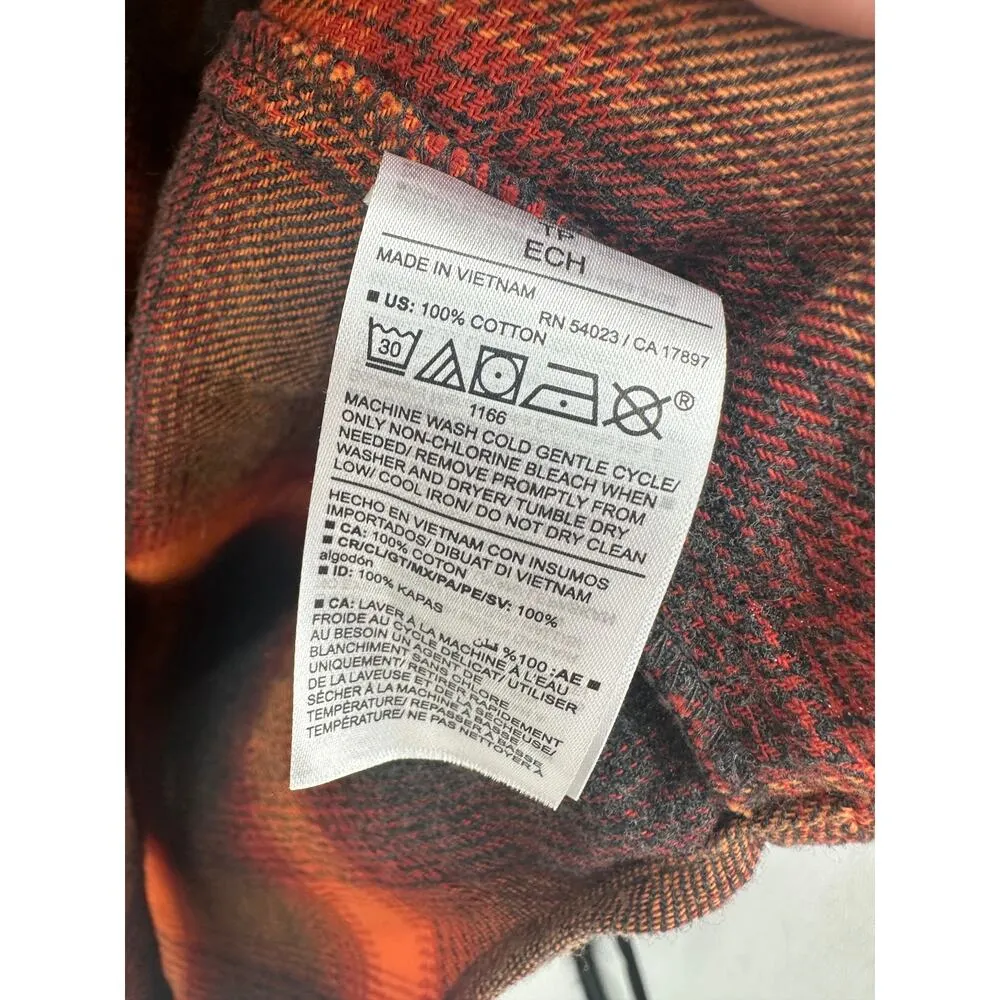 TP
ECH
MADE IN VIETNAM
RN 54023 / CA 17897
■ US: 100% COTTON
30
®
1166
MACHINE WASH COLD GENTLE CYCLE/
ONLY NON-CHLORINE BLEACH WHEN
NEEDED/ REMOVE PROMPTLY FROM
WASHER AND DRYER/ TUMBLE DRY
LOW/ COOL IRON/ DO NOT DRY CLEAN
HECHO EN VIETNAM CON INSUMOS
IMPORTADOS/ DIBUAT DI VIETNAM
■ CA: 100% COTON
■ CR/CL/GT/MX/PA/PE/SV: 100%
algodón
■ ID: 100% KAPAS
■ AE: 100% قطن
■ CA: LAVER À LA MACHINE À L'EAU
FROIDE AU CYCLE DÉLICAT/ UTILISER
AU BESOIN UN AGENT DE
BLANCHIMENT SANS CHLORE
UNIQUEMENT/ RETIRER RAPIDEMENT
DE LA LAVEUSE ET DE LA SÉCHEUSE/
SÉCHER À LA MACHINE À BASSE
TEMPÉRATURE/ REPASSER À BASSE
TEMPÉRATURE/ NE PAS NETTOYER À